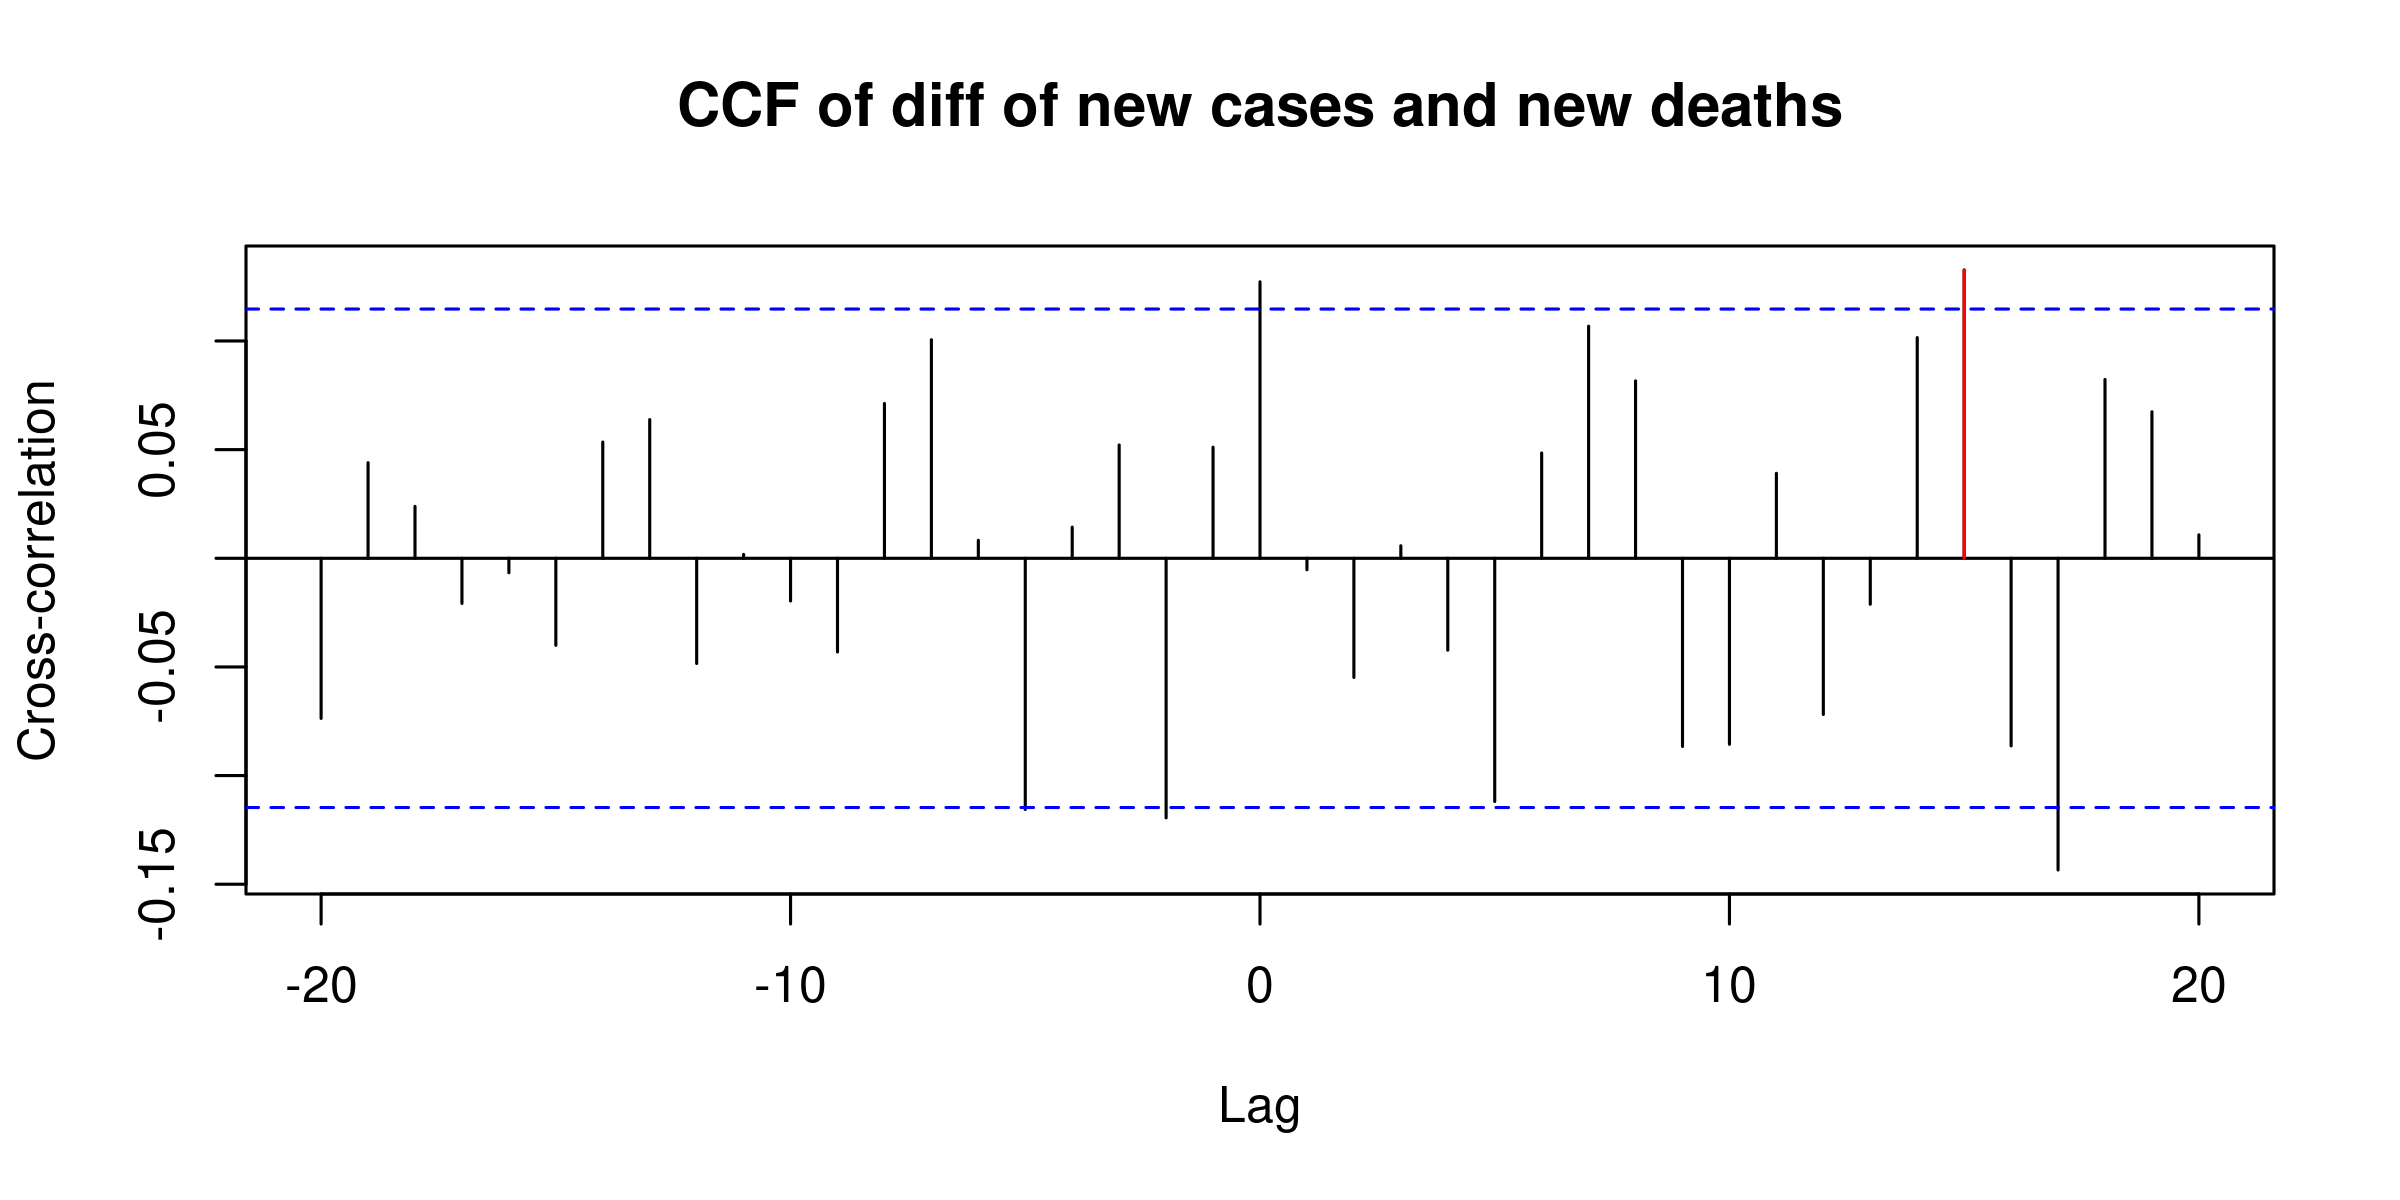 CCF of diff of new cases and new deaths
Cross-correlation
0.05
-0.05
-0.15
-20 -10 0 10 20
Lag